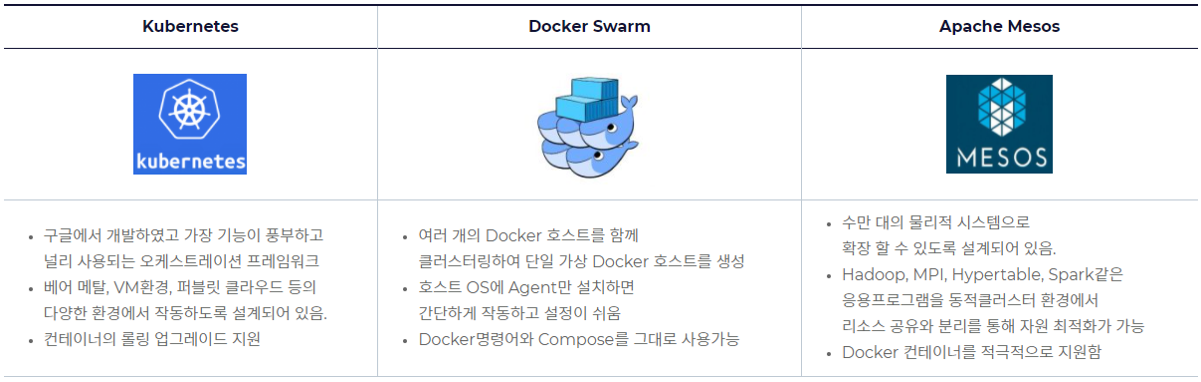 Kubernetes
Docker Swarm
Apache Mesos
kubernetes
MESOS
• 구글에서 개발하였고 가장 기능이 풍부하고
널리 사용되는 오케스트레이션 프레임워크
• 베어 메탈, VM환경, 퍼블릿 클라우드 등의
다양한 환경에서 작동하도록 설계되어 있음.
• 컨테이너의 롤링 업그레이드 지원
• 여러 개의 Docker 호스트를 함께
클러스터링하여 단일 가상 Docker 호스트를 생성
• 호스트 OS에 Agent만 설치하면
간단하게 작동하고 설정이 쉬움
• Docker명령어와 Compose를 그대로 사용가능
• 수만 대의 물리적 시스템으로
확장 할 수 있도록 설계되어 있음.
• Hadoop, MPI, Hypertable, Spark같은
응용프로그램을 동적클러스터 환경에서
리소스 공유와 분리를 통해 자원 최적화가 가능
• Docker 컨테이너를 적극적으로 지원함